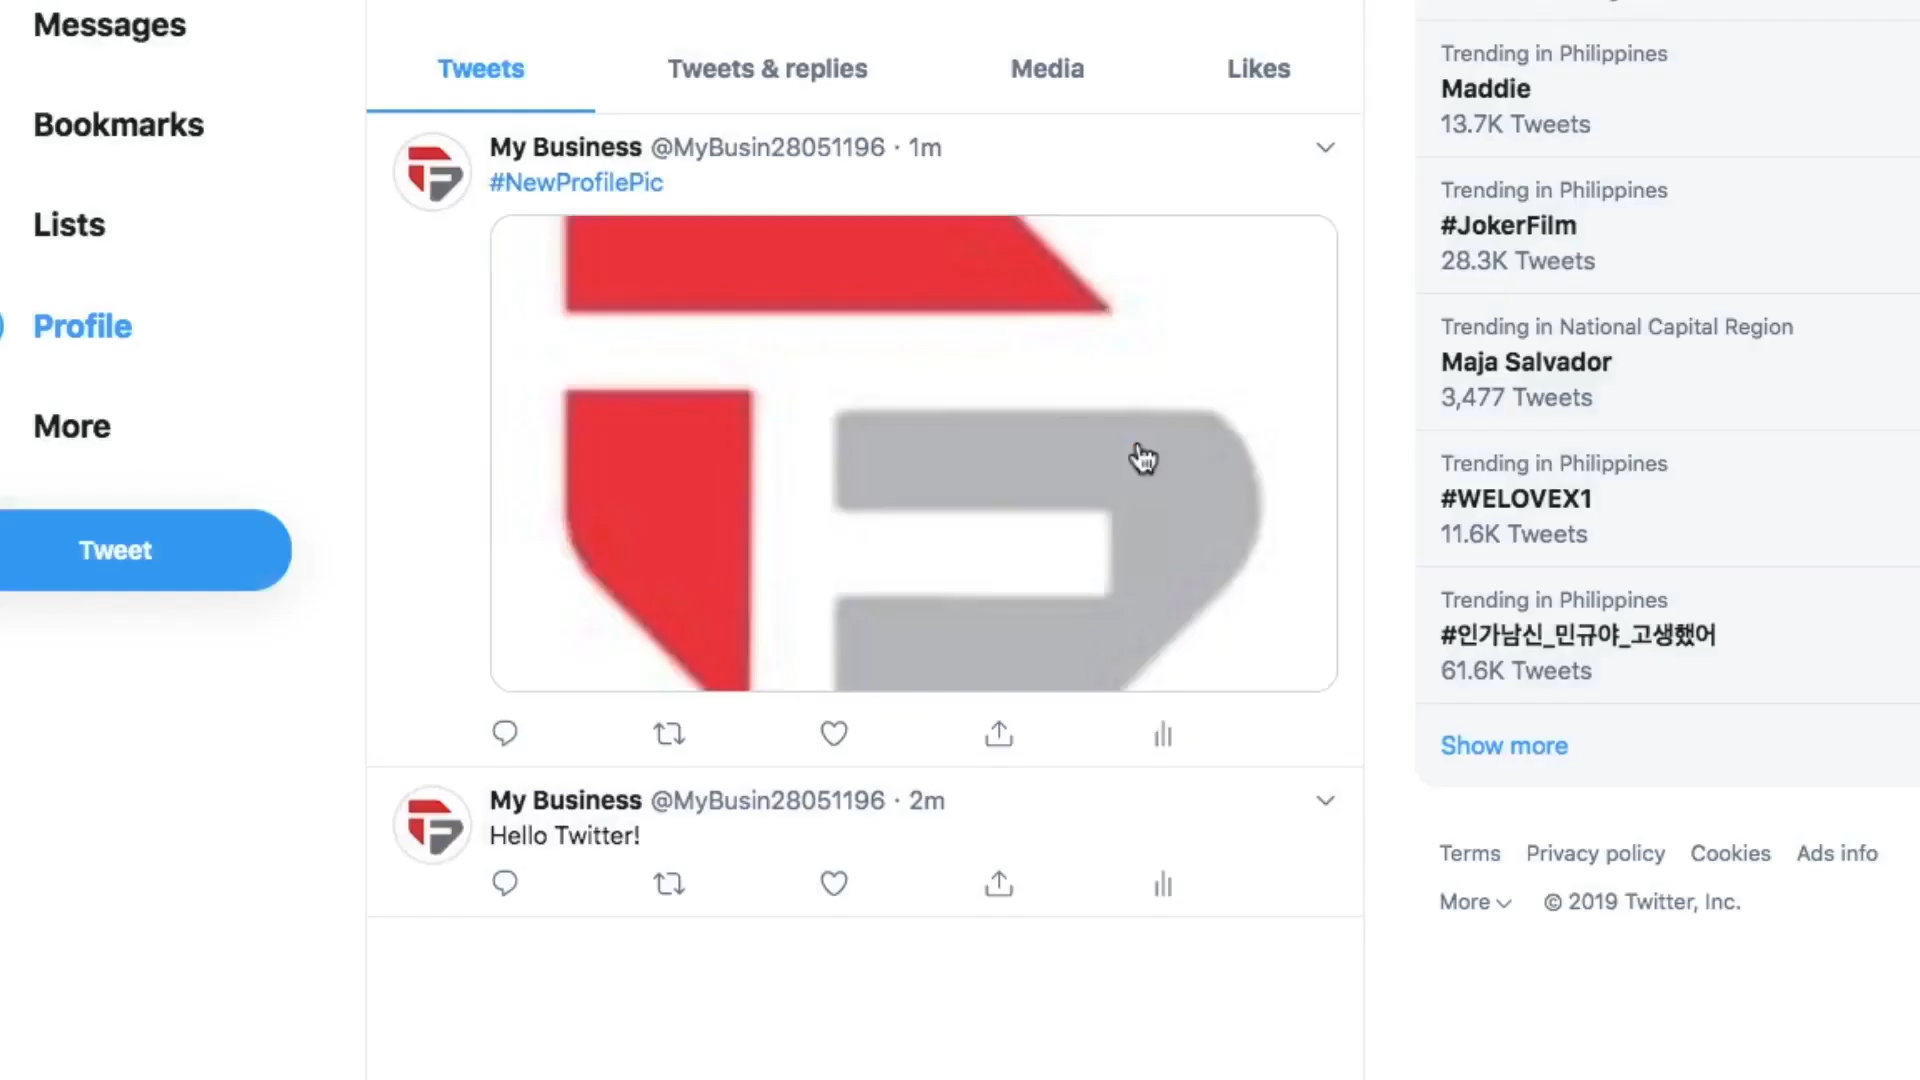 Messages
Bookmarks
Lists
Profile
More
Tweet
Tweets
Tweets & replies
Media
Likes
My Business @MyBusin28051196 · 1m
#NewProfilePic
My Business @MyBusin28051196 · 2m
Hello Twitter!
Trending in Philippines
Maddie
13.7K Tweets
Trending in Philippines
#JokerFilm
28.3K Tweets
Trending in National Capital Region
Maja Salvador
3,477 Tweets
Trending in Philippines
#WELOVEX1
11.6K Tweets
Trending in Philippines
#인가남신_민규야_고생했어
61.6K Tweets
Show more
Terms Privacy policy Cookies Ads info
More © 2019 Twitter, Inc.